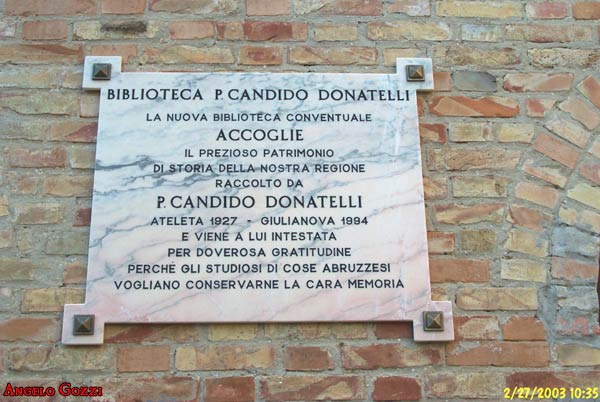 BIBLIOTECA P. CANDIDO DONATELLI
LA NUOVA BIBLIOTECA CONVENTUALE
ACCOGLIE
IL PREZIOSO PATRIMONIO
DI STORIA DELLA NOSTRA REGIONE
RACCOLTO DA
P. CANDIDO DONATELLI
ATELETA 1927 - GIULIANOVA 1994
E VIENE A LUI INTESTATA
PER DOVEROSA GRATITUDINE
PERCHÉ GLI STUDIOSI DI COSE ABRUZZESI
VOGLIANO CONSERVARNE LA CARA MEMORIA
ANGELO GOZZI
2/27/2003 10:35